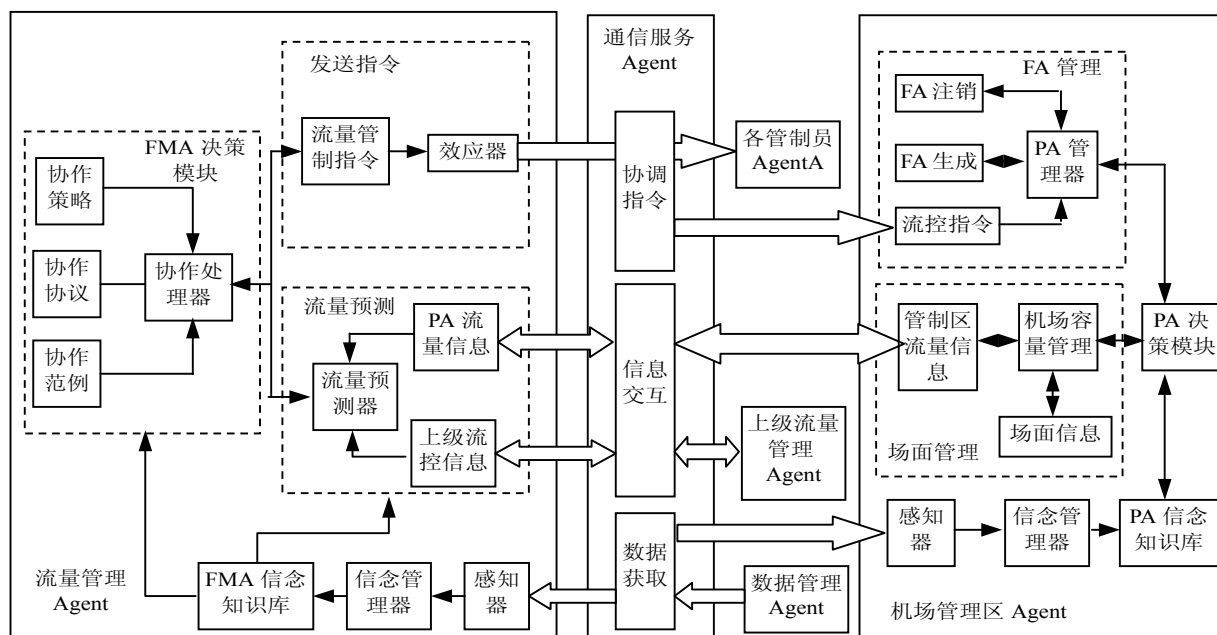 发送指令
流量管
制指令
效应器
FMA 决策
模块
协作
策略
协作
协议
协作处
理器
协作
范例
流量预测
PA 流
量信息
流量预
测器
上级流
控信息
流量管理
Agent
FMA 信念
知识库
信念管
理器
感知
器
通信服务
Agent
协调
指令
信息
交互
数据
获取
各管制员
AgentA
上级流量
管理
Agent
数据管理
Agent
FA 管理
FA 注销
FA 生成
PA 管
理器
流控指令
管制区
流量信
息
机场容
量管理
PA 决
策模块
场面信息
场面管理
感知
器
信念管
理器
PA 信念
知识库
机场管理区 Agent